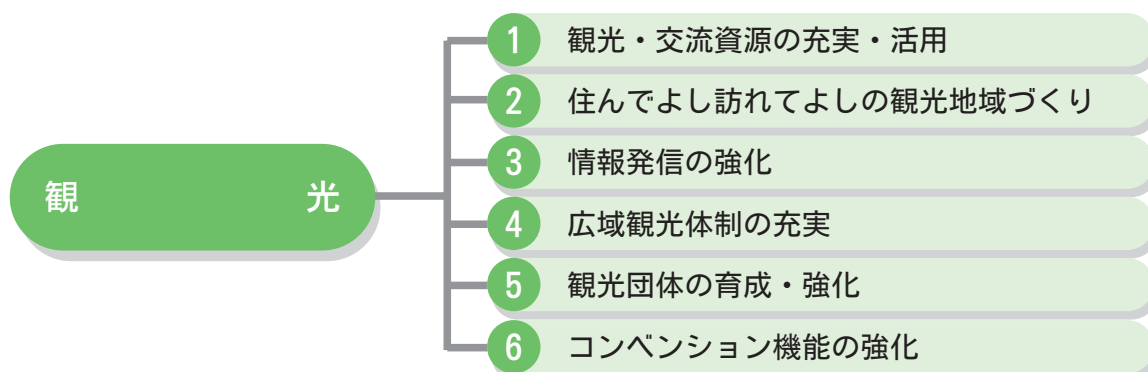 観光
1 観光・交流資源の充実・活用
2 住んでよし訪れてよしの観光地域づくり
3 情報発信の強化
4 広域観光体制の充実
5 観光団体の育成・強化
6 コンベンション機能の強化